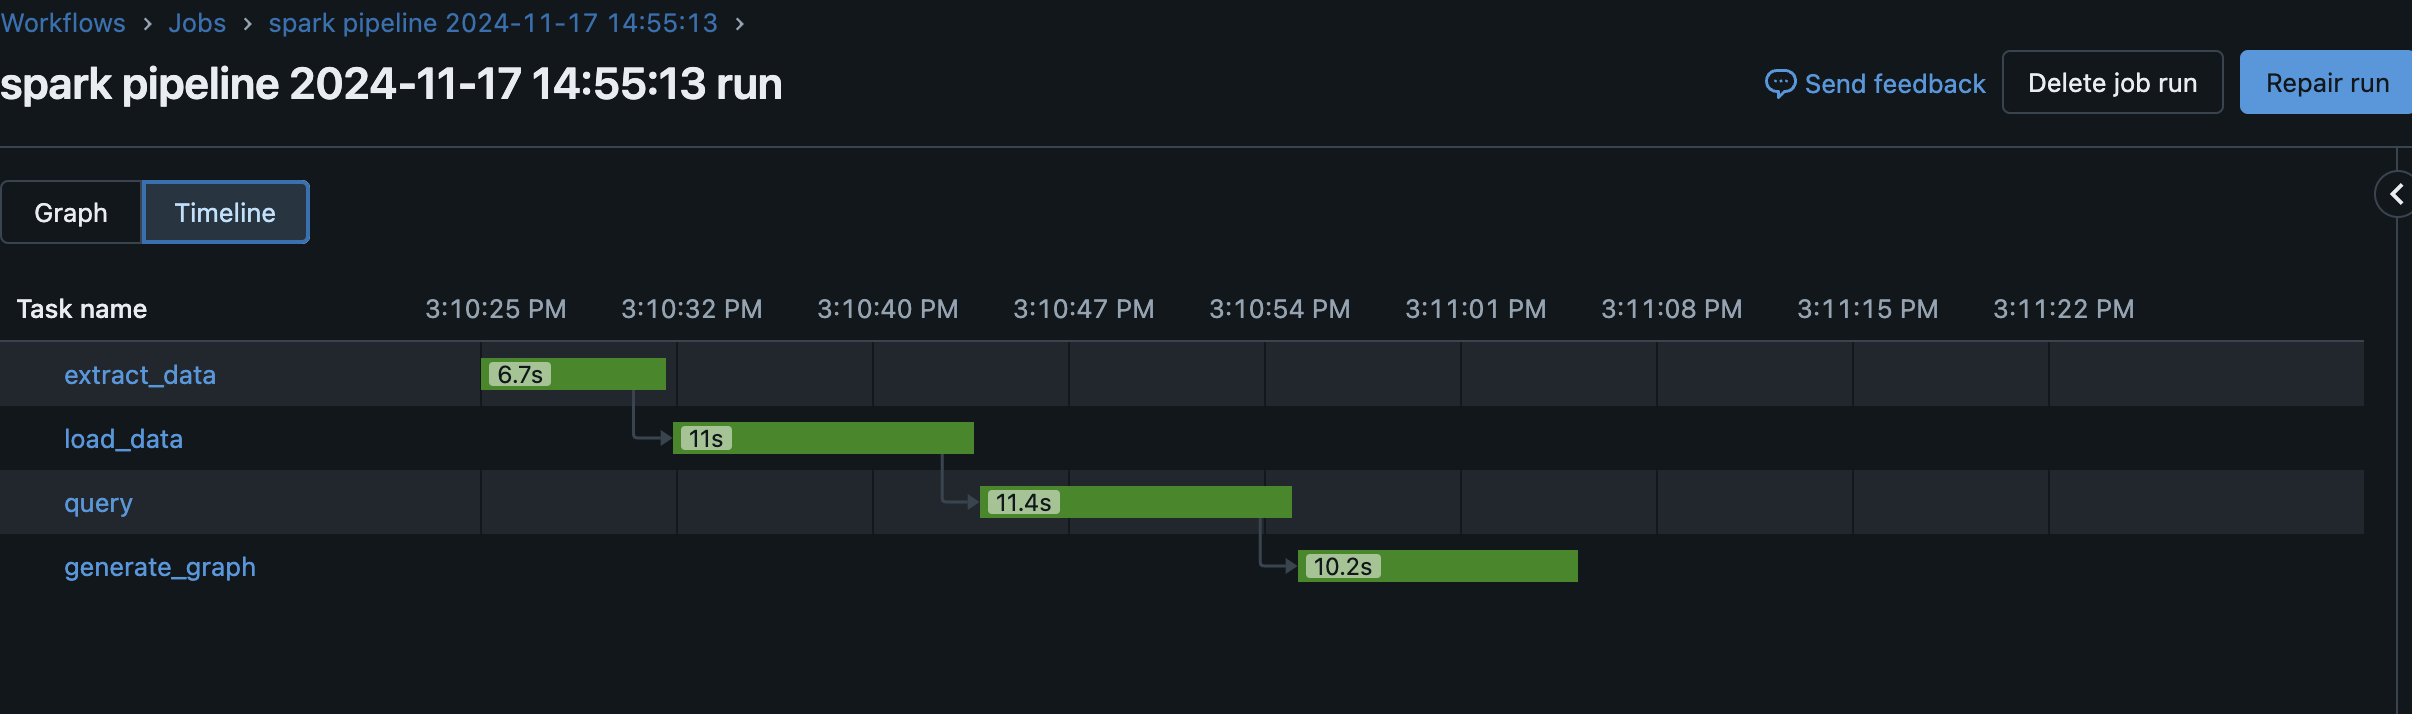 Workflows > Jobs > spark pipeline 2024-11-17 14:55:13 >
spark pipeline 2024-11-17 14:55:13 run
Send feedback
Delete job run
Repair run
Graph
Timeline
Task name 3:10:25 PM 3:10:32 PM 3:10:40 PM 3:10:47 PM 3:10:54 PM 3:11:01 PM 3:11:08 PM 3:11:15 PM 3:11:22 PM
extract_data 6.7s
load_data 11s
query 11.4s
generate_graph 10.2s